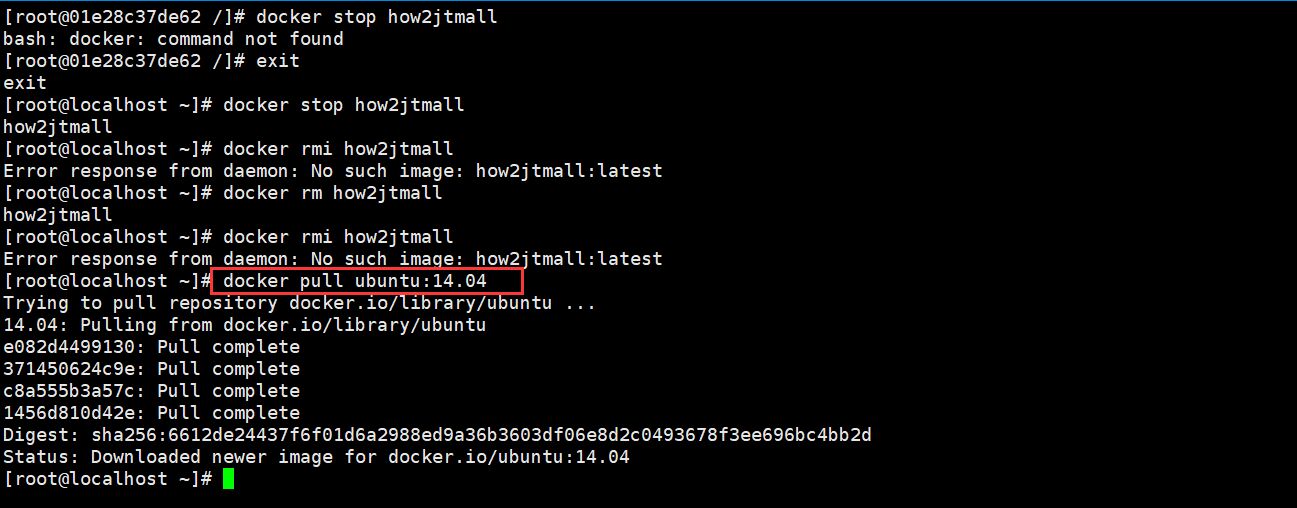 [root@01e28c37de62 /]# docker stop how2jtmall
bash: docker: command not found
[root@01e28c37de62 /]# exit
exit
[root@localhost ~]# docker stop how2jtmall
how2jtmall
[root@localhost ~]# docker rmi how2jtmall
Error response from daemon: No such image: how2jtmall:latest
[root@localhost ~]# docker rm how2jtmall
how2jtmall
[root@localhost ~]# docker rmi how2jtmall
Error response from daemon: No such image: how2jtmall:latest
[root@localhost ~]# docker pull ubuntu:14.04
Trying to pull repository docker.io/library/ubuntu ...
14.04: Pulling from docker.io/library/ubuntu
e082d4499130: Pull complete
371450624c9e: Pull complete
c8a555b3a57c: Pull complete
1456d810d42e: Pull complete
Digest: sha256:6612de24437f6f01d6a2988ed9a36b3603df06e8d2c0493678f3ee696bc4bb2d
Status: Downloaded newer image for docker.io/ubuntu:14.04
[root@localhost ~]#